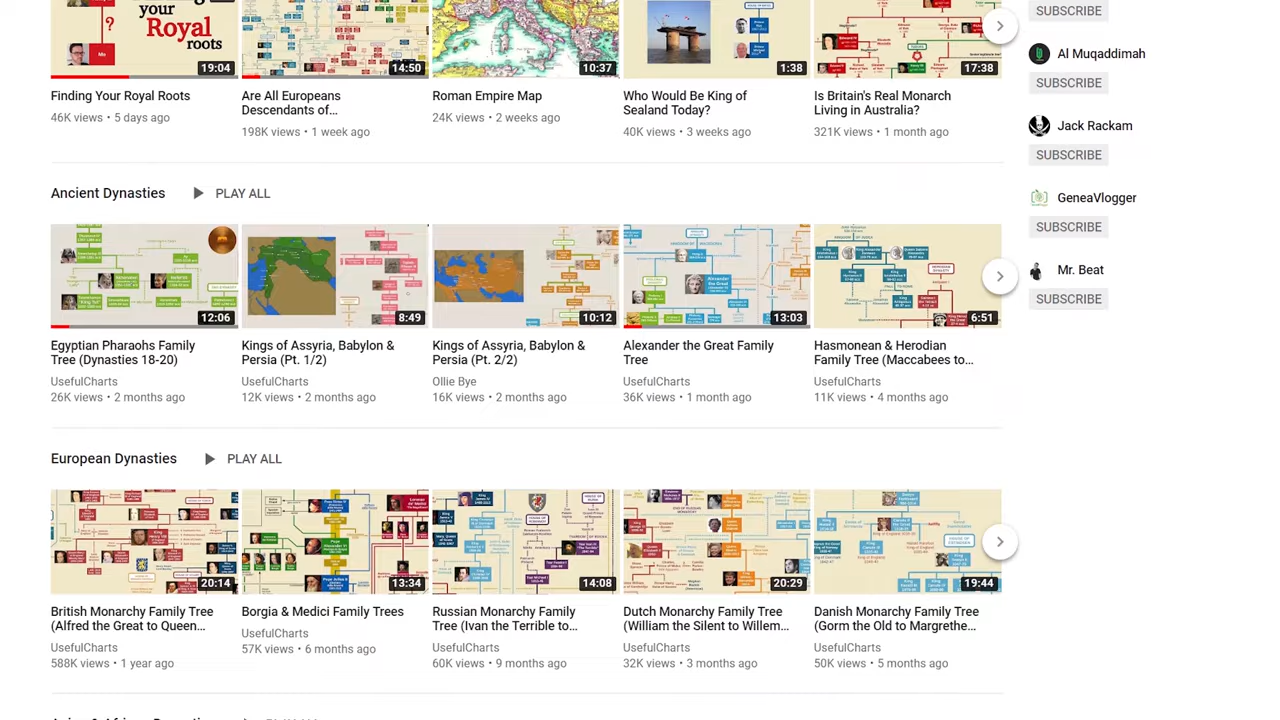 your
Royal
roots
?
Me
19:04
14:50
10:37
1:38
17:38
Finding Your Royal Roots
46K views • 5 days ago
Are All Europeans
Descendants of...
198K views • 1 week ago
Roman Empire Map
24K views • 2 weeks ago
Who Would Be King of
Sealand Today?
40K views • 3 weeks ago
Is Britain's Real Monarch
Living in Australia?
321K views • 1 month ago
SUBSCRIBE
Al Muqaddimah
SUBSCRIBE
Jack Rackam
SUBSCRIBE
GeneaVlogger
SUBSCRIBE
Mr. Beat
SUBSCRIBE
Ancient Dynasties
PLAY ALL
12:06
8:49
10:12
13:03
6:51
Egyptian Pharaohs Family
Tree (Dynasties 18-20)
UsefulCharts
26K views • 2 months ago
Kings of Assyria, Babylon &
Persia (Pt. 1/2)
UsefulCharts
12K views • 2 months ago
Kings of Assyria, Babylon &
Persia (Pt. 2/2)
Ollie Bye
16K views • 2 months ago
Alexander the Great Family
Tree
UsefulCharts
36K views • 1 month ago
Hasmonean & Herodian
Family Tree (Maccabees to...
UsefulCharts
11K views • 4 months ago
European Dynasties
PLAY ALL
20:14
13:34
14:08
20:29
19:44
British Monarchy Family Tree
(Alfred the Great to Queen...
UsefulCharts
588K views • 1 year ago
Borgia & Medici Family Trees
UsefulCharts
57K views • 6 months ago
Russian Monarchy Family
Tree (Ivan the Terrible to...
UsefulCharts
60K views • 9 months ago
Dutch Monarchy Family Tree
(William the Silent to Willem...
UsefulCharts
32K views • 3 months ago
Danish Monarchy Family Tree
(Gorm the Old to Margrethe...
UsefulCharts
50K views • 5 months ago